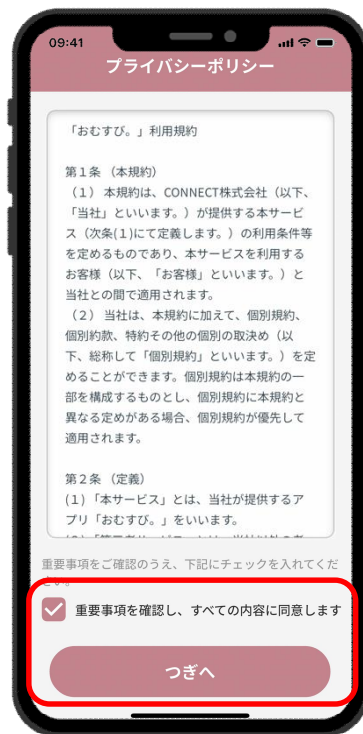 09:41
プライバシーポリシー
「おむすび。」利用規約
第１条 （本規約）
（１） 本規約は、CONNECT株式会社（以下、
「当社」といいます。）が提供する本サービ
ス（次条(１)にて定義します。）の利用条件等
を定めるものであり、本サービスを利用する
お客様（以下、「お客様」といいます。）と
当社との間で適用されます。
（２） 当社は、本規約に加えて、個別規約、
個別約款、特約その他の個別の取決め（以
下、総称して「個別規約」といいます。）を定
めることができます。個別規約は本規約の一
部を構成するものとし、個別規約に本規約と
異なる定めがある場合、個別規約が優先して
適用されます。
第２条 （定義）
(１) 「本サービス」とは、当社が提供するア
プリ「おむすび。」をいいます。
重要事項をご確認のうえ、下記にチェックを入れてくだ
さい。
重要事項を確認し、すべての内容に同意します
つぎへ